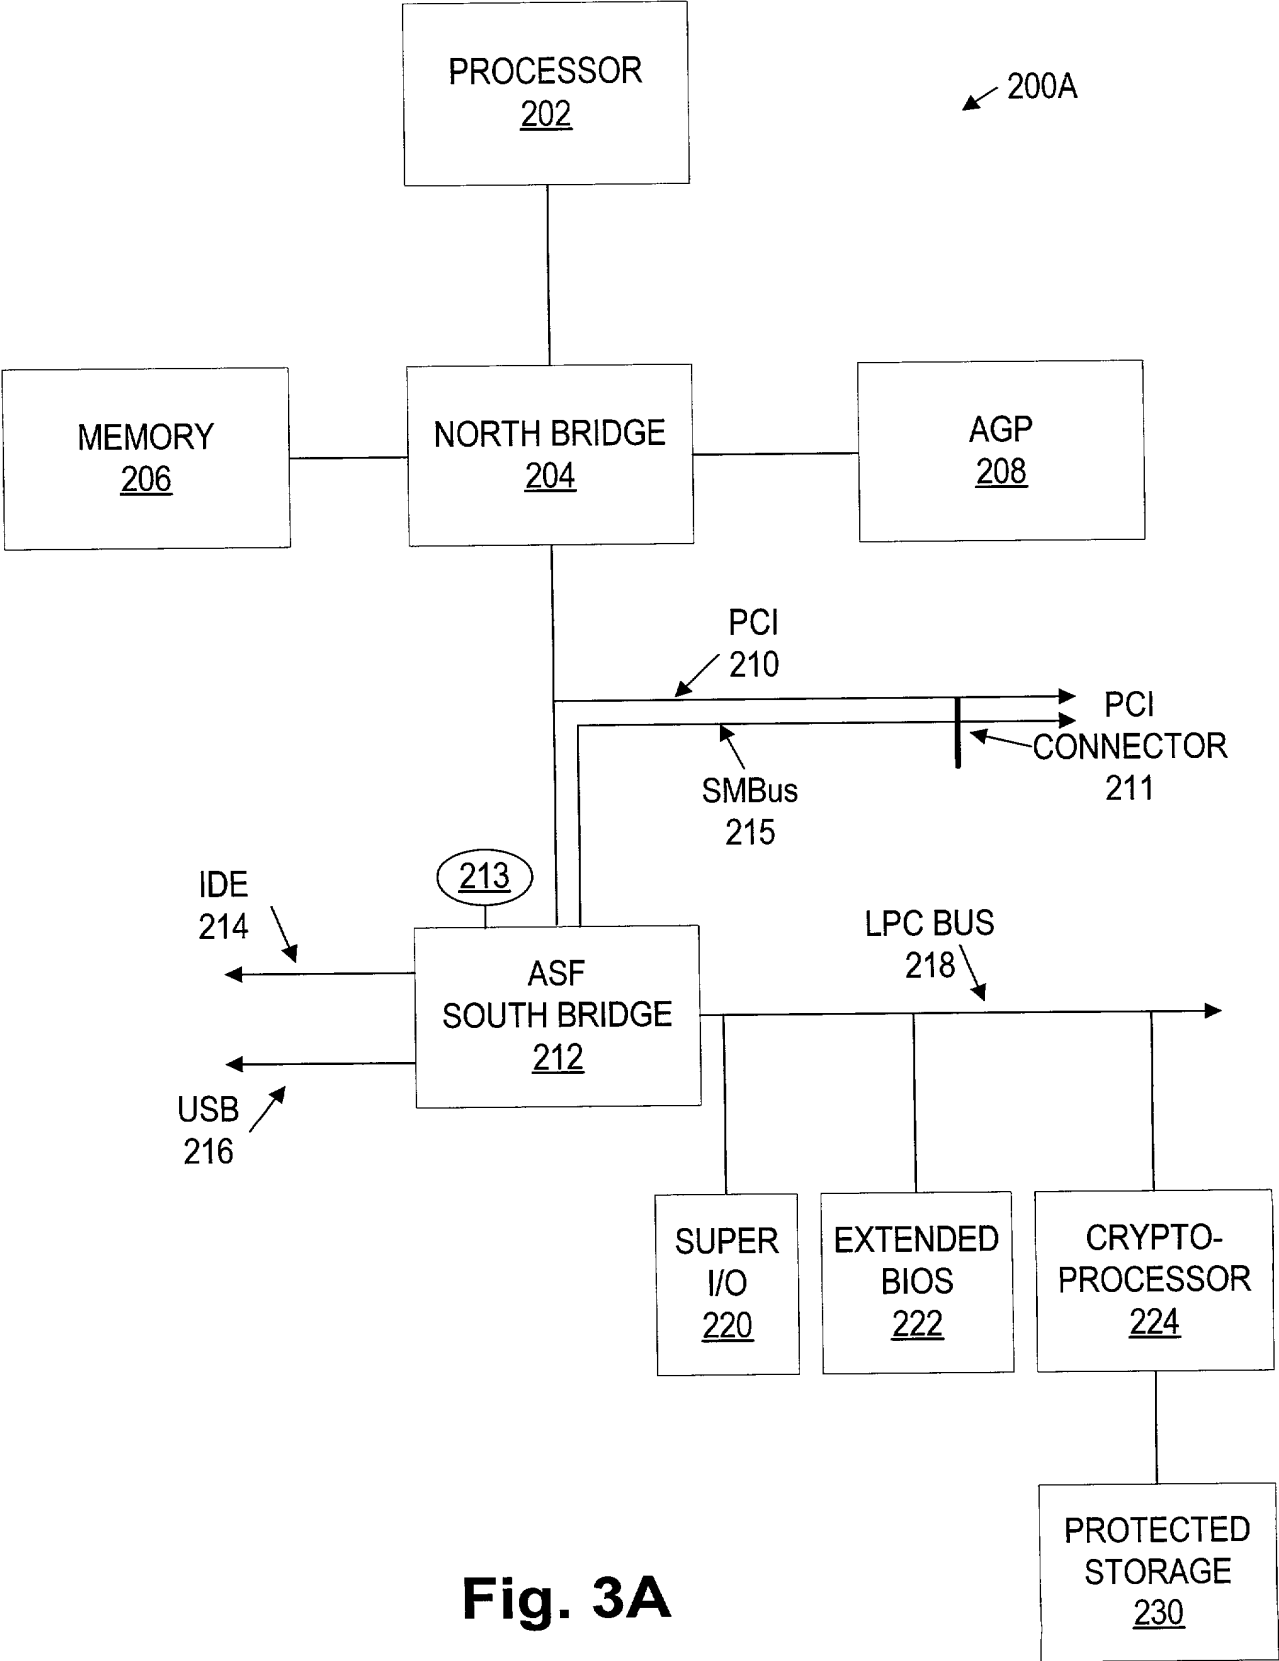 PROCESSOR
202
200A
MEMORY
206
NORTH BRIDGE
204
AGP
208
PCI
210
PCI
CONNECTOR
211
SMBus
215
213
IDE
214
LPC BUS
218
ASF
SOUTH BRIDGE
212
USB
216
SUPER
I/O
220
EXTENDED
BIOS
222
CRYPTO-
PROCESSOR
224
PROTECTED
STORAGE
230
Fig. 3A